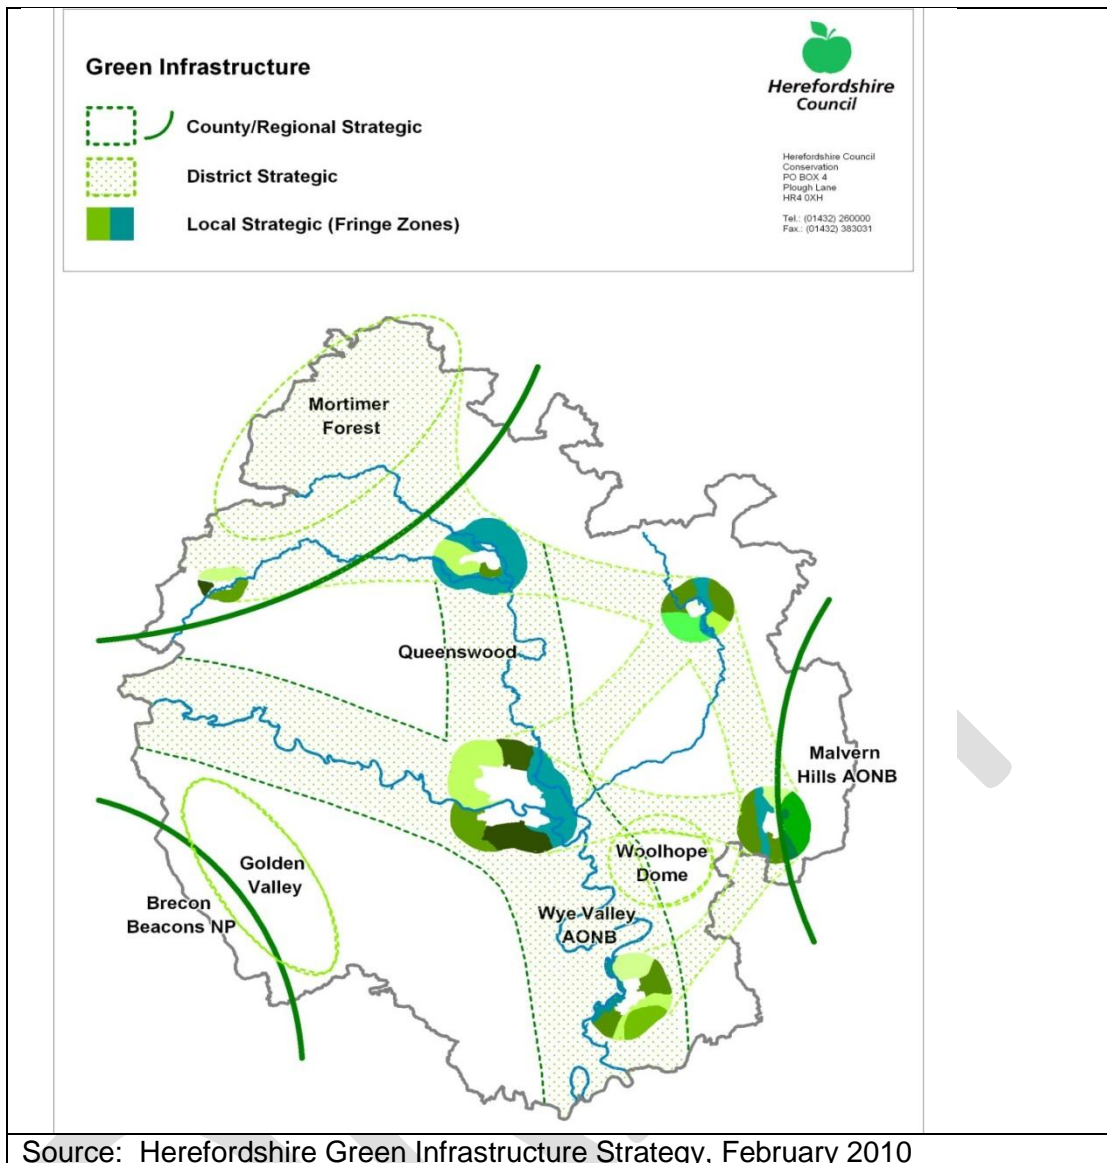 Green Infrastructure
County/Regional Strategic
District Strategic
Local Strategic (Fringe Zones)
Herefordshire
Council
Herefordshire Council
Conservation
PO BOX 4
Plough Lane
HR4 0XH
Tel.: (01432) 260000
Fax.: (01432) 383031
Mortimer
Forest
Queenswood
Malvern
Hills AONB
Golden
Valley
Woolhope
Dome
Brecon
Beacons NP
Wye Valley
AONB
Source: Herefordshire Green Infrastructure Strategy, February 2010